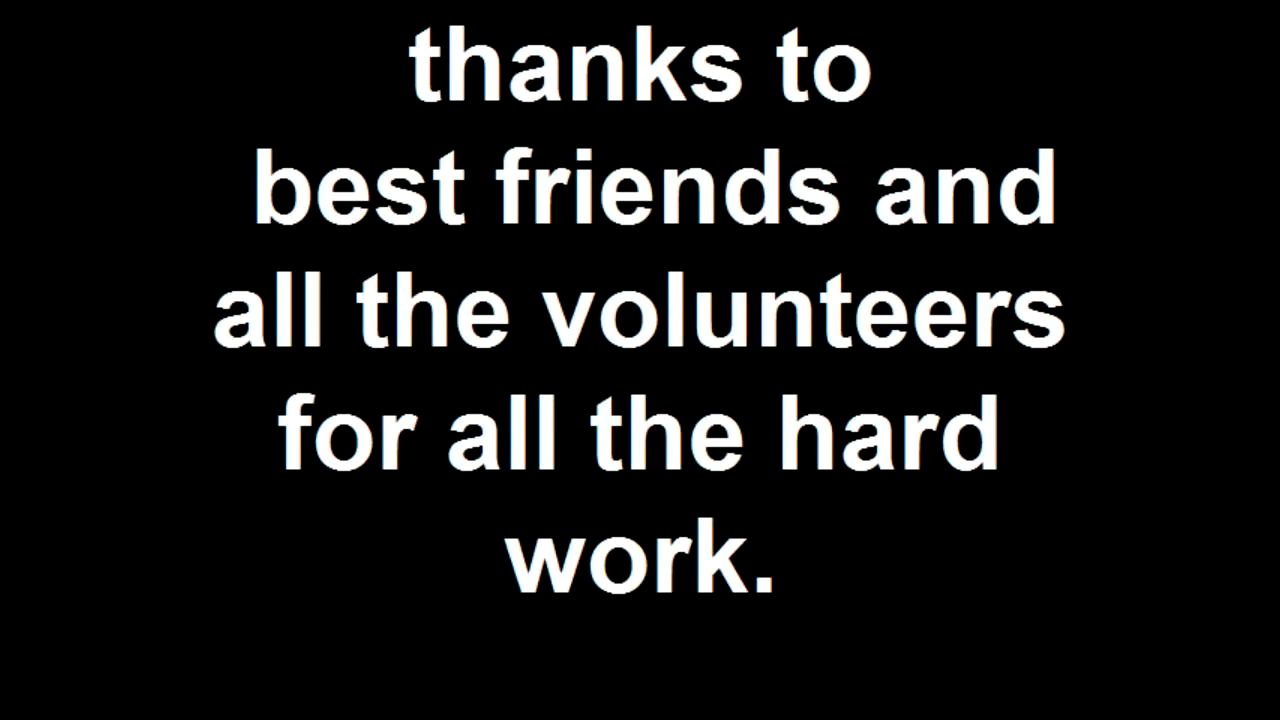 thanks to
best friends and
all the volunteers
for all the hard
work.